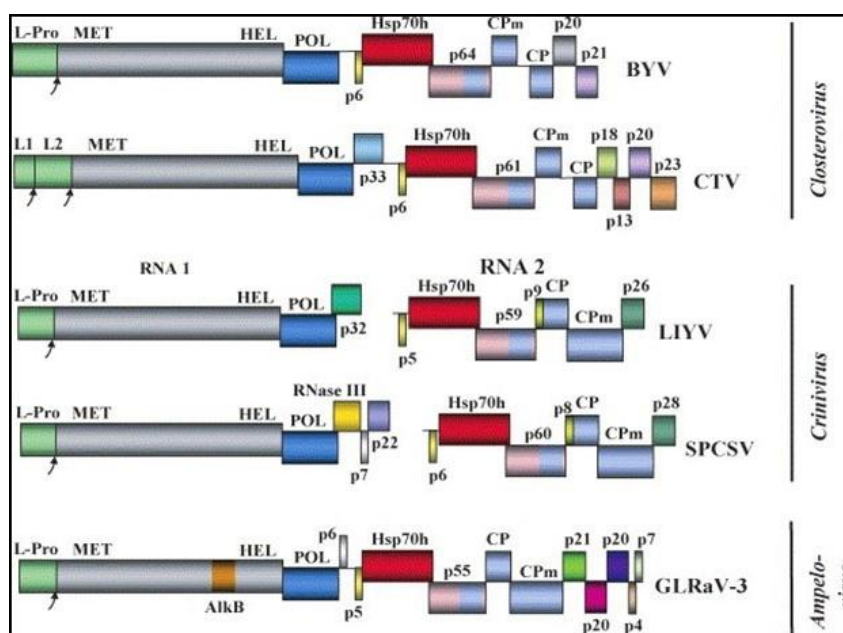 Hsp70h CPm p20
L-Pro MET HEL POL p64 CP
p6 p21 BYV
Hsp70h CPm p18 p20
L1 L2 MET HEL POL p61 CP
p33 p6 p13 p23 CTV
Closterovirus
RNA 1 RNA 2
Hsp70h p9 CP p26
L-Pro MET HEL POL p59 CPm
p32 p5 LIYV
RNase III Hsp70h p8 CP p28
L-Pro MET HEL POL p60 CPm
p22 p7 p6 SPCSV
Crinivirus
p6 Hsp70h CP p21 p20 p7
L-Pro MET HEL POL p55 CPm GLRaV-3
AlkB p5 p20 p4
Ampelo-
virus